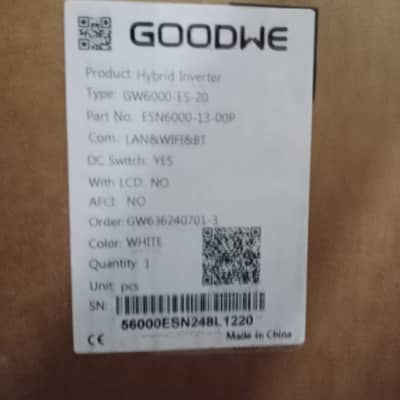 GOODWE
Product: Hybrid Inverter
Type: GW6000-ES-20
Part No.: ESN6000-13-00P
Com.: LAN&WIFI&BT
DC Switch: YES
With LCD: NO
AFCI: NO
Order: GW636240701-3
Color: WHITE
Quantity: 1
Unit: pcs
SN:
56000ESN248L1220
CE Made in China